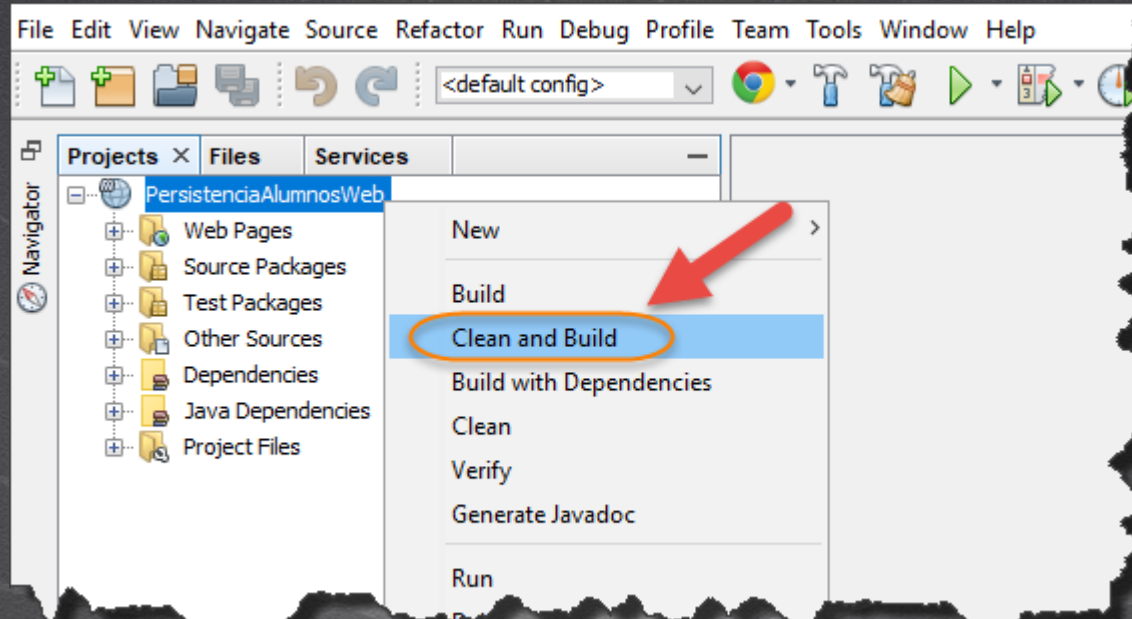 File Edit View Navigate Source Refactor Run Debug Profile Team Tools Window Help
<default config>
Projects Files Services
Navigator
PersistenciaAlumnosWeb
Web Pages
Source Packages
Test Packages
Other Sources
Dependencies
Java Dependencies
Project Files
New
Build
Clean and Build
Build with Dependencies
Clean
Verify
Generate Javadoc
Run